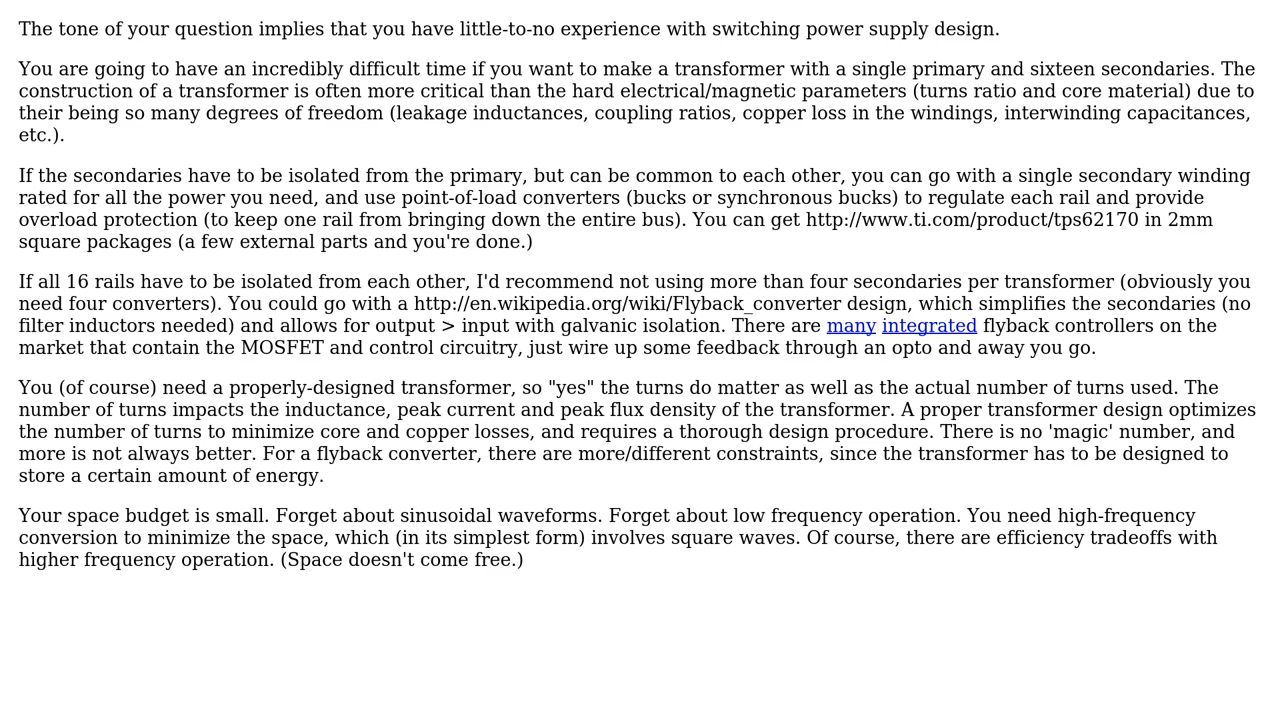 The tone of your question implies that you have little-to-no experience with switching power supply design.
You are going to have an incredibly difficult time if you want to make a transformer with a single primary and sixteen secondaries. The
construction of a transformer is often more critical than the hard electrical/magnetic parameters (turns ratio and core material) due to
their being so many degrees of freedom (leakage inductances, coupling ratios, copper loss in the windings, interwinding capacitances,
etc.).
If the secondaries have to be isolated from the primary, but can be common to each other, you can go with a single secondary winding
rated for all the power you need, and use point-of-load converters (bucks or synchronous bucks) to regulate each rail and provide
overload protection (to keep one rail from bringing down the entire bus). You can get http://www.ti.com/product/tps62170 in 2mm
square packages (a few external parts and you're done.)
If all 16 rails have to be isolated from each other, I'd recommend not using more than four secondaries per transformer (obviously you
need four converters). You could go with a http://en.wikipedia.org/wiki/Flyback_converter design, which simplifies the secondaries (no
filter inductors needed) and allows for output > input with galvanic isolation. There are many integrated flyback controllers on the
market that contain the MOSFET and control circuitry, just wire up some feedback through an opto and away you go.
You (of course) need a properly-designed transformer, so "yes" the turns do matter as well as the actual number of turns used. The
number of turns impacts the inductance, peak current and peak flux density of the transformer. A proper transformer design optimizes
the number of turns to minimize core and copper losses, and requires a thorough design procedure. There is no 'magic' number, and
more is not always better. For a flyback converter, there are more/different constraints, since the transformer has to be designed to
store a certain amount of energy.
Your space budget is small. Forget about sinusoidal waveforms. Forget about low frequency operation. You need high-frequency
conversion to minimize the space, which (in its simplest form) involves square waves. Of course, there are efficiency tradeoffs with
higher frequency operation. (Space doesn't come free.)